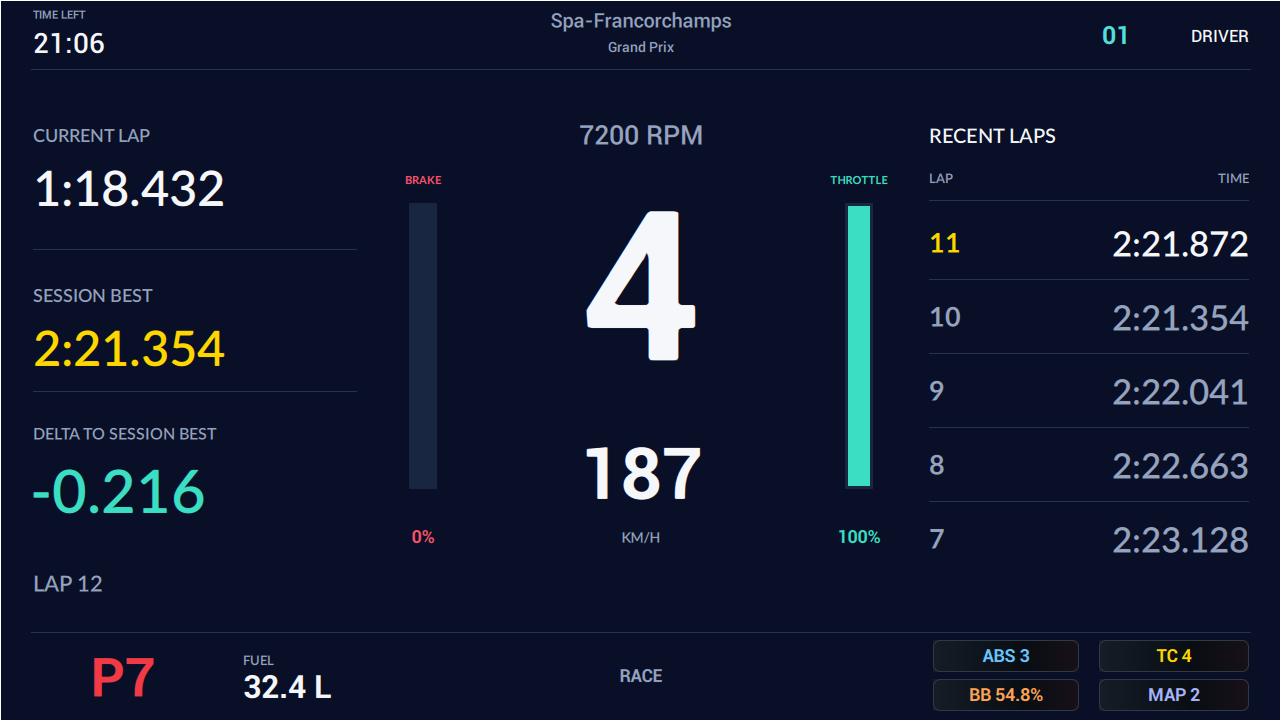 TIME LEFT
21:06
Spa-Francorchamps
Grand Prix
01 DRIVER
CURRENT LAP
1:18.432
SESSION BEST
2:21.354
DELTA TO SESSION BEST
-0.216
LAP 12
7200 RPM
BRAKE
0%
4
187
KM/H
THROTTLE
100%
RECENT LAPS
LAP TIME
11 2:21.872
10 2:21.354
9 2:22.041
8 2:22.663
7 2:23.128
P7
FUEL
32.4 L
RACE
ABS 3 TC 4
BB 54.8% MAP 2